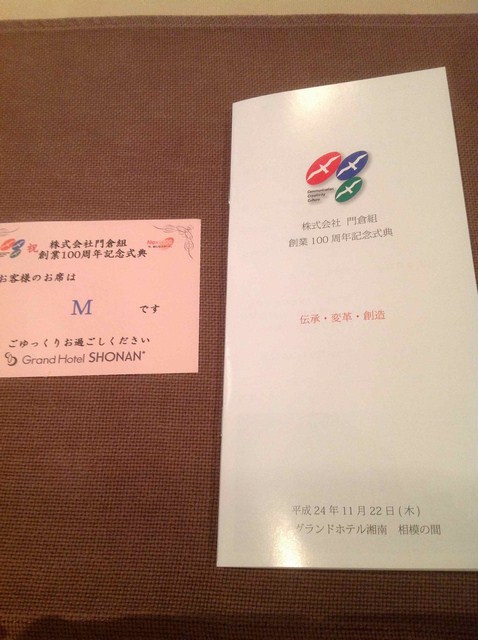 祝
株式会社門倉組
創業100周年記念式典
お客様のお席は
M
です
ごゆっくりお過ごしください
Grand Hotel SHONAN
株式会社 門倉組
創業100周年記念式典
伝承・変革・創造
平成24年11月22日(木)
グランドホテル湘南 相模の間